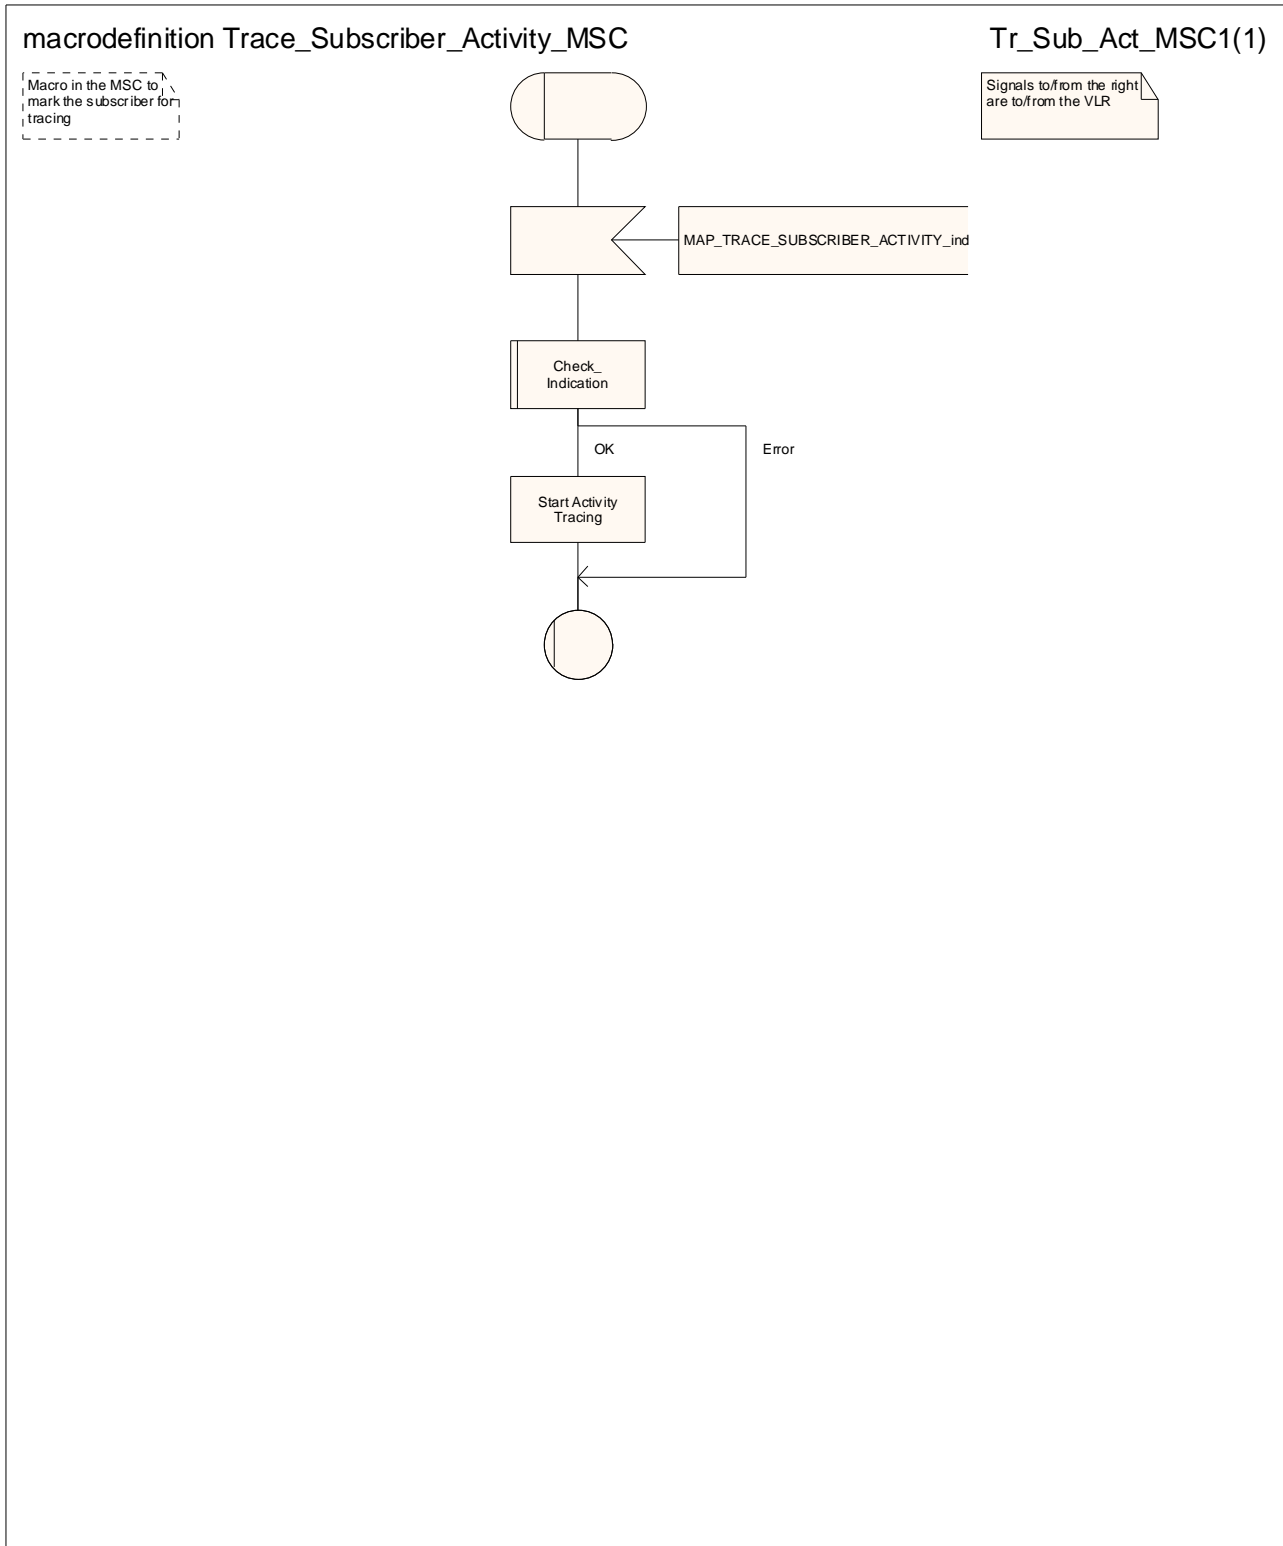 macrodefinition Trace_Subscriber_Activity_MSC
Tr_Sub_Act_MSC1(1)
Macro in the MSC to
mark the subscriber for
tracing
Signals to/from the right
are to/from the VLR
MAP_TRACE_SUBSCRIBER_ACTIVITY_ind
Check_
Indication
OK
Error
Start Activity
Tracing